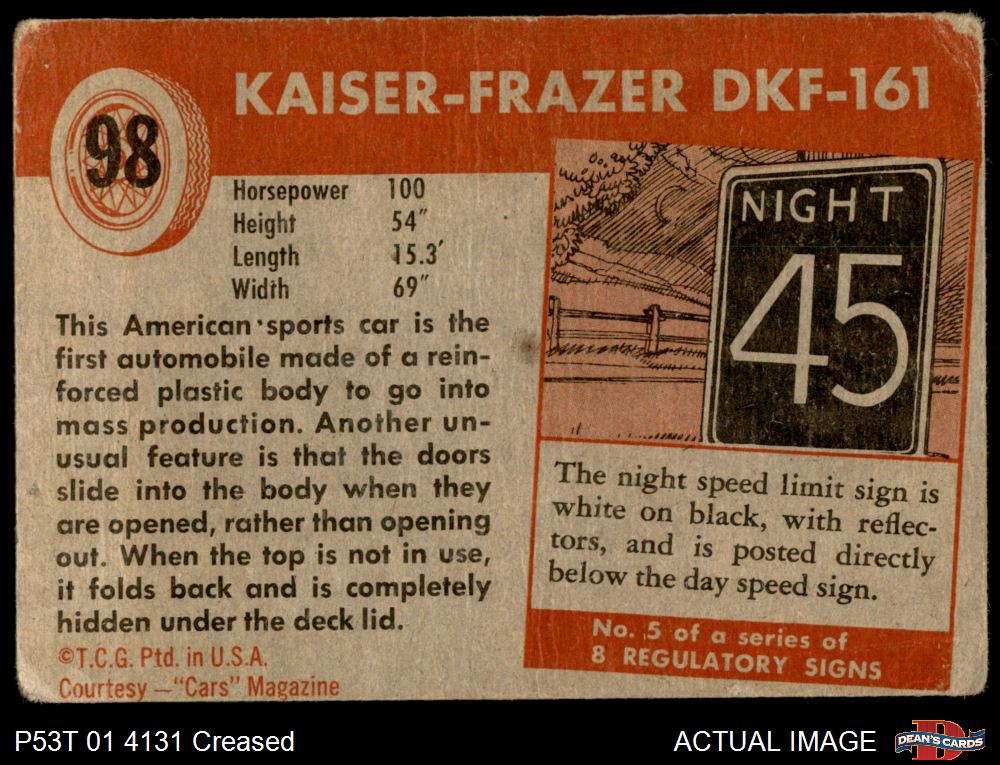 98
KAISER-FRAZER DKF-161
Horsepower 100
Height 54"
Length 15.3'
Width 69"
This American sports car is the
first automobile made of a rein-
forced plastic body to go into
mass production. Another un-
usual feature is that the doors
slide into the body when they
are opened, rather than opening
out. When the top is not in use,
it folds back and is completely
hidden under the deck lid.
©T.C.G. Ptd. in U.S.A.
Courtesy —"Cars" Magazine
NIGHT
45
The night speed limit sign is
white on black, with reflec-
tors, and is posted directly
below the day speed sign.
No. 5 of a series of
8 REGULATORY SIGNS
P53T 01 4131 Creased
ACTUAL IMAGE
DEAN'S CARDS